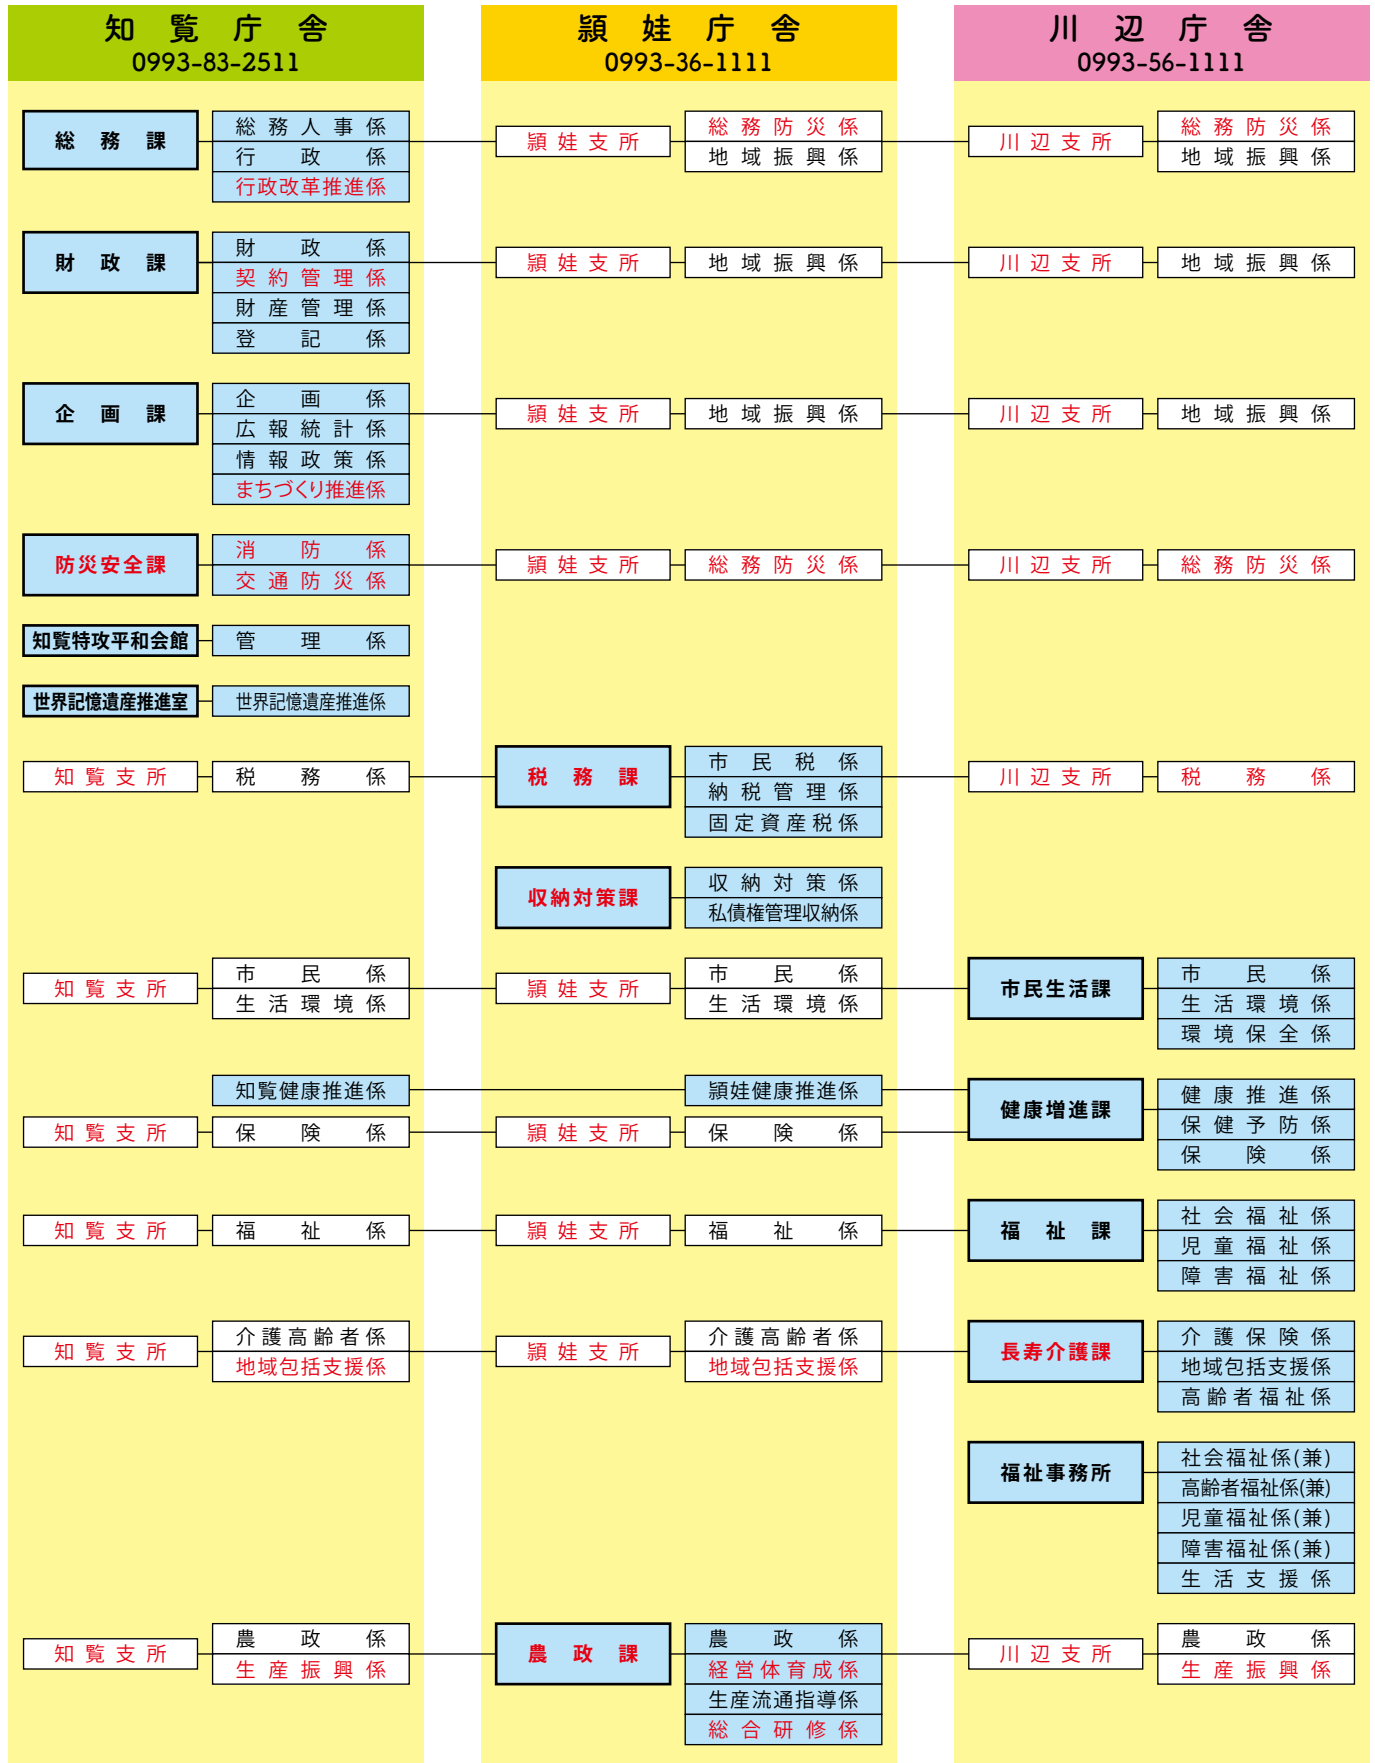 知覧庁舎
0993-83-2511
頴娃庁舎
0993-36-1111
川辺庁舎
0993-56-1111
総務課
総務人事係
行政係
行政改革推進係
頴娃支所
総務防災係
地域振興係
川辺支所
総務防災係
地域振興係
財政課
財政係
契約管理係
財産管理係
登記係
頴娃支所
地域振興係
川辺支所
地域振興係
企画課
企画係
広報統計係
情報政策係
まちづくり推進係
頴娃支所
地域振興係
川辺支所
地域振興係
防災安全課
消防係
交通防災係
頴娃支所
総務防災係
川辺支所
総務防災係
知覧特攻平和会館
管理係
世界記憶遺産推進室
世界記憶遺産推進係
知覧支所
税務係
税務課
市民税係
納税管理係
固定資産税係
川辺支所
税務係
収納対策課
収納対策係
私債権管理収納係
知覧支所
市民係
生活環境係
頴娃支所
市民係
生活環境係
市民生活課
市民係
生活環境係
環境保全係
知覧健康推進係
頴娃健康推進係
健康増進課
健康推進係
保健予防係
保険係
知覧支所
保険係
頴娃支所
保険係
知覧支所
福祉係
頴娃支所
福祉係
福祉課
社会福祉係
児童福祉係
障害福祉係
知覧支所
介護高齢者係
地域包括支援係
頴娃支所
介護高齢者係
地域包括支援係
長寿介護課
介護保険係
地域包括支援係
高齢者福祉係
福祉事務所
社会福祉係(兼)
高齢者福祉係(兼)
児童福祉係(兼)
障害福祉係(兼)
生活支援係
知覧支所
農政係
生産振興係
農政課
農政係
経営体育成係
生産流通指導係
総合研修係
川辺支所
農政係
生産振興係